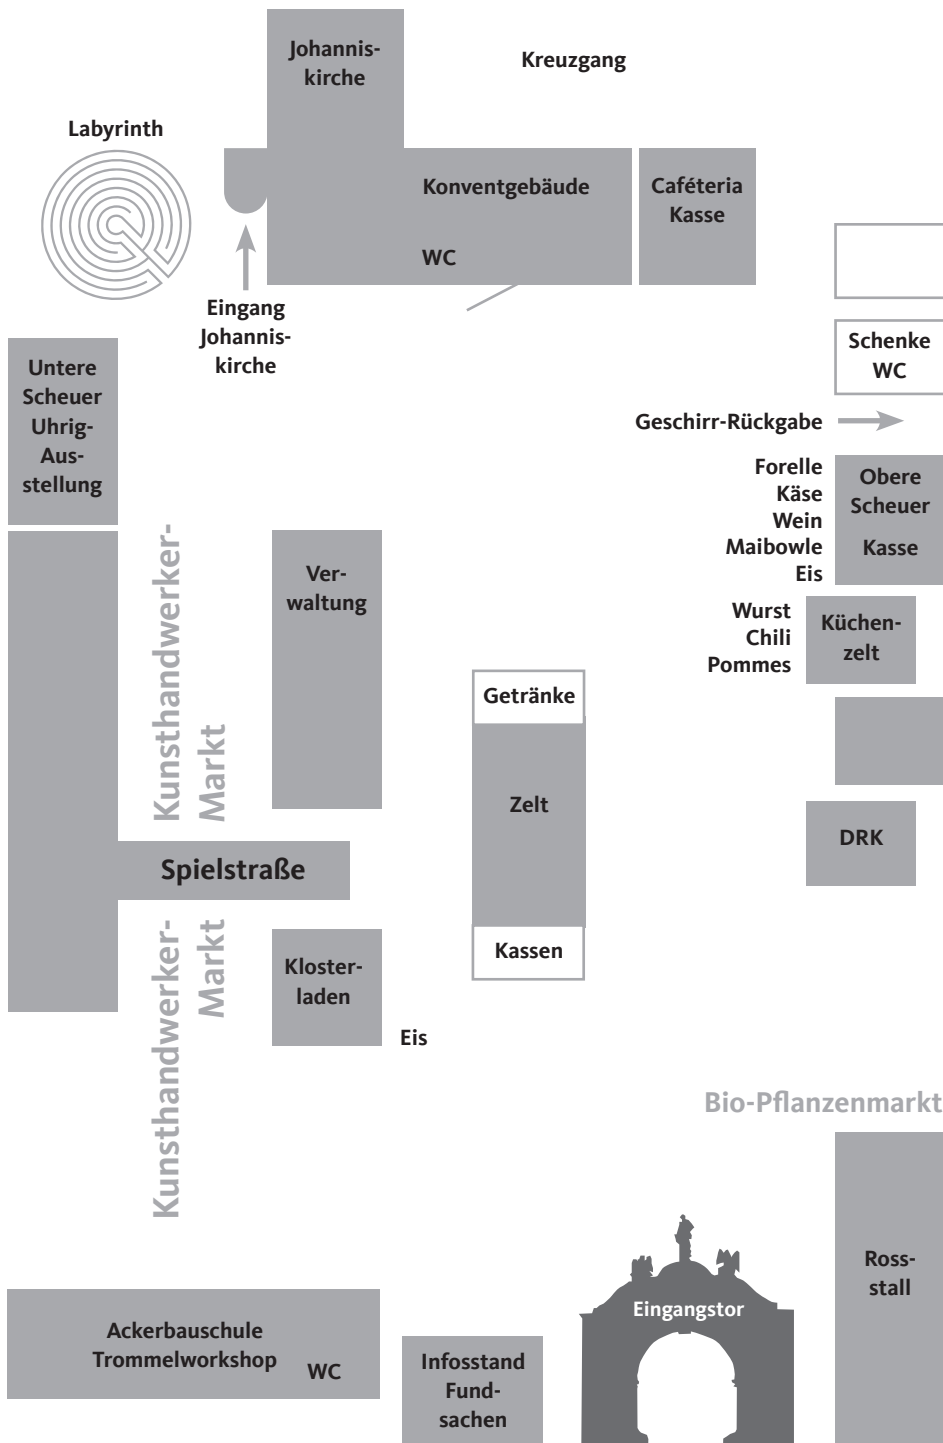 Johannis-
kirche
Kreuzgang
Labyrinth
Konventgebäude
WC
Caféteria
Kasse
Eingang
Johannis-
kirche
Schenke
WC
Untere
Scheuer
Uhrig-
Aus-
stellung
Geschirr-Rückgabe
Forelle
Käse
Wein
Maibowle
Eis
Obere
Scheuer
Kasse
Kunsthandwerker-
Markt
Ver-
waltung
Wurst
Chili
Pommes
Küchen-
zelt
Getränke
Zelt
Kassen
DRK
Spielstraße
Kunsthandwerker-
Markt
Kloster-
laden
Eis
Bio-Pflanzenmarkt
Ross-
stall
Eingangstor
Ackerbauschule
Trommelworkshop
WC
Infosstand
Fund-
sachen